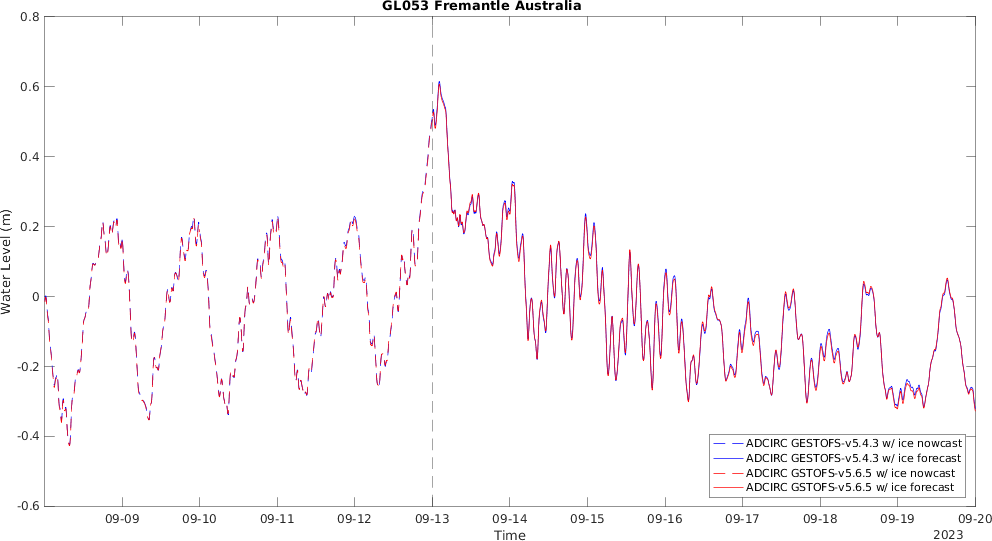 GL053 Fremantle Australia
Water Level (m)
0.8
0.6
0.4
0.2
0
-0.2
-0.4
-0.6
ADCIRC GESTOFS-v5.4.3 w/ ice nowcast
ADCIRC GESTOFS-v5.4.3 w/ ice forecast
ADCIRC GSTOFS-v5.6.5 w/ ice nowcast
ADCIRC GSTOFS-v5.6.5 w/ ice forecast
09-09 09-10 09-11 09-12 09-13 09-14 09-15 09-16 09-17 09-18 09-19 09-20
Time
2023